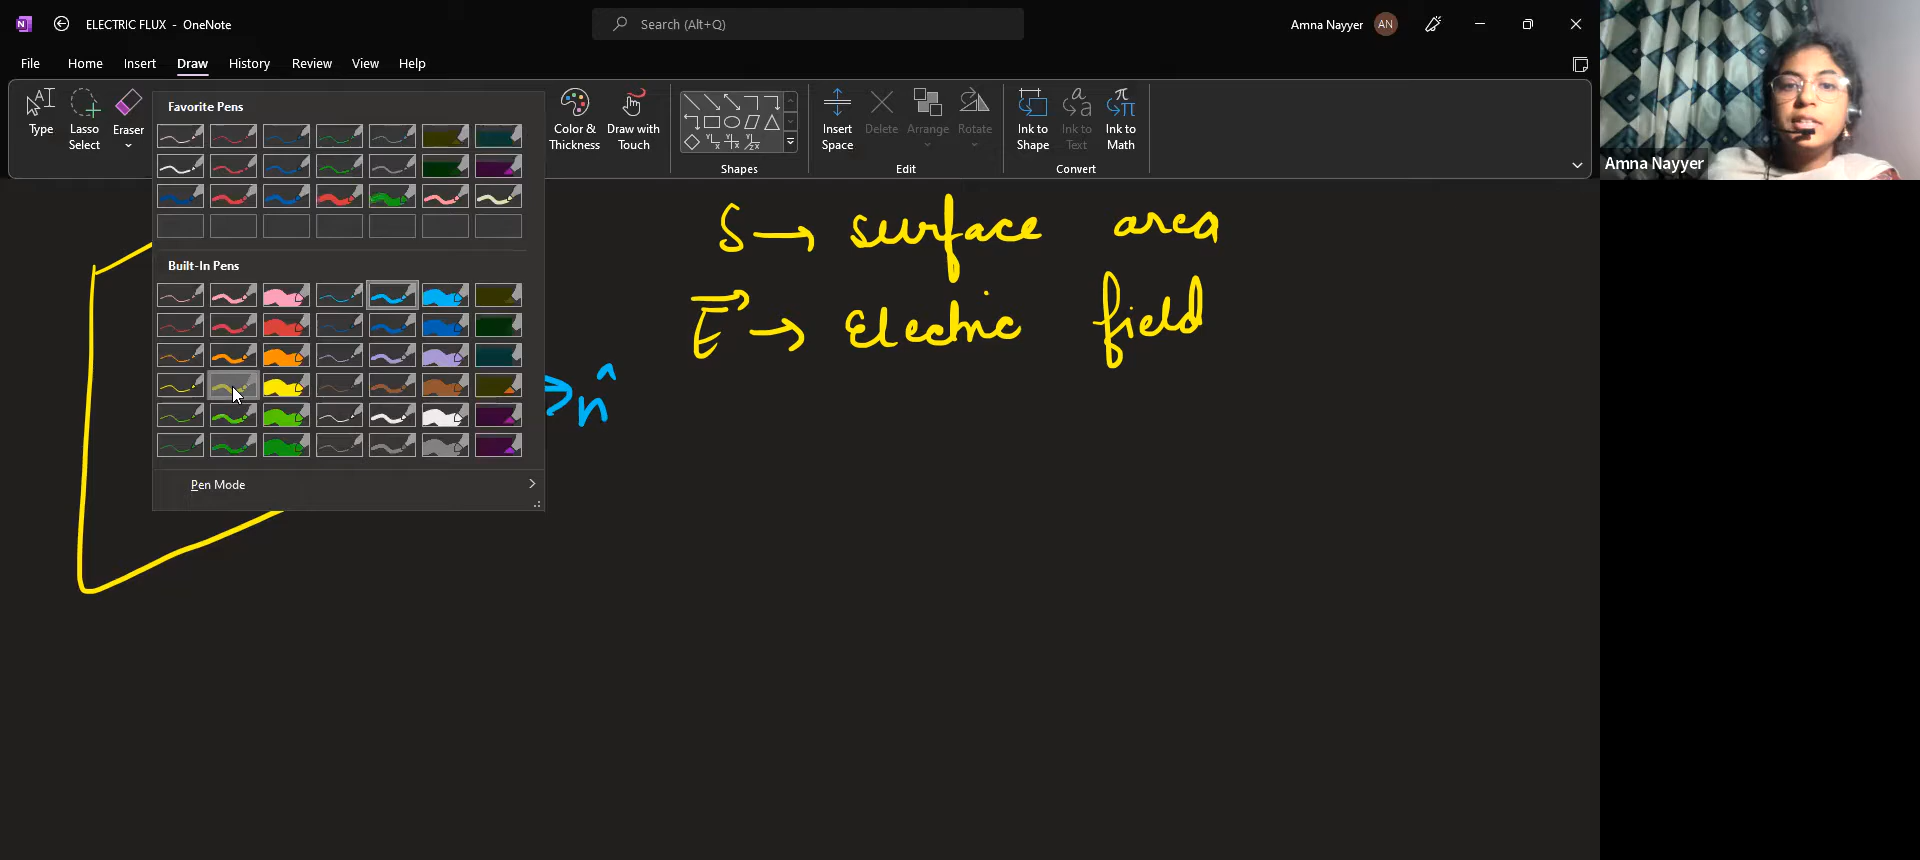 ELECTRIC FLUX - OneNote
Search (Alt+Q)
Amna Nayyer AN
File Home Insert Draw History Review View Help
Type
Lasso Select
Eraser
Favorite Pens
Built-In Pens
Pen Mode
Color & Thickness
Draw with Touch
Shapes
Insert Space
Delete
Arrange
Rotate
Edit
Ink to Shape
Ink to Text
Ink to Math
Convert
Amna Nayyer
S → surface area
E⃗ → Electric field
n̂